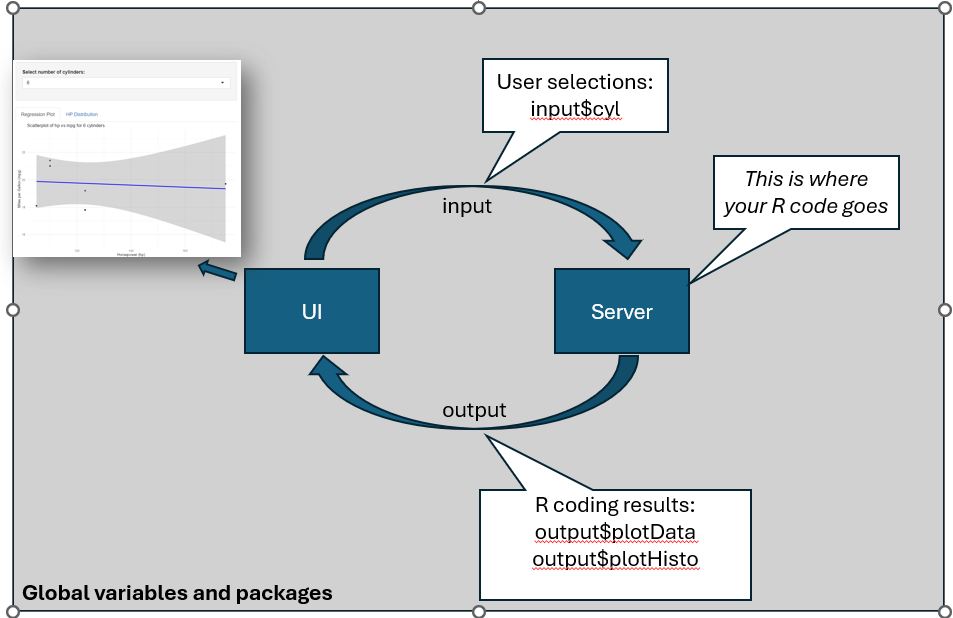 Select number of cylinders:
6
Regression Plot HP Distribution
Scatterplot of hp vs mpg for 6 cylinders
Miles per Gallon (mpg)
Horsepower (hp)
User selections:
input$cyl
This is where
your R code goes
input
UI
Server
output
R coding results:
output$plotData
output$plotHisto
Global variables and packages